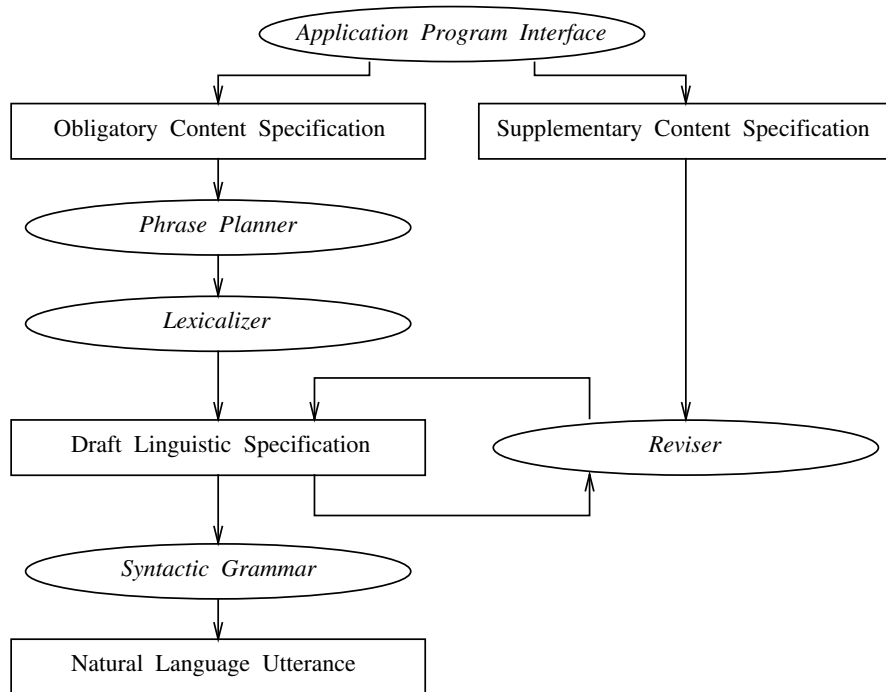 Application Program Interface
Obligatory Content Specification
Supplementary Content Specification
Phrase Planner
Lexicalizer
Draft Linguistic Specification
Reviser
Syntactic Grammar
Natural Language Utterance